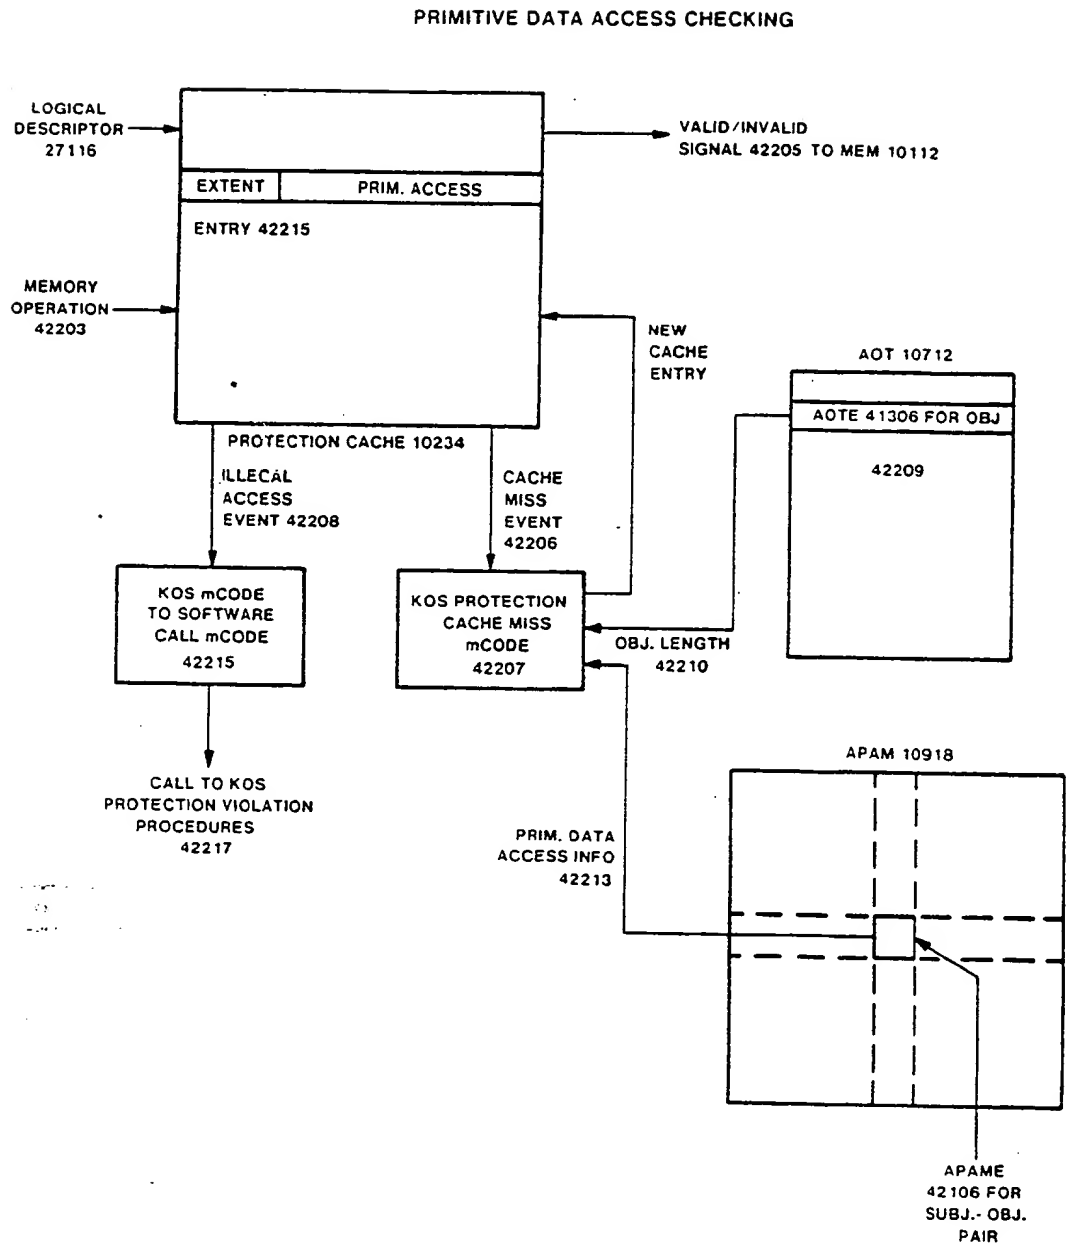 PRIMITIVE DATA ACCESS CHECKING
LOGICAL
DESCRIPTOR
27116
VALID/INVALID
SIGNAL 42205 TO MEM 10112
EXTENT
PRIM. ACCESS
ENTRY 42215
MEMORY
OPERATION
42203
NEW
CACHE
ENTRY
AOT 10712
AOTE 41306 FOR OBJ
42209
PROTECTION CACHE 10234
ILLECAL
ACCESS
EVENT 42208
CACHE
MISS
EVENT
42206
KOS mCODE
TO SOFTWARE
CALL mCODE
42215
KOS PROTECTION
CACHE MISS
mCODE
42207
OBJ. LENGTH
42210
CALL TO KOS
PROTECTION VIOLATION
PROCEDURES
42217
APAM 10918
PRIM. DATA
ACCESS INFO
42213
APAME
42106 FOR
SUBJ.- OBJ.
PAIR